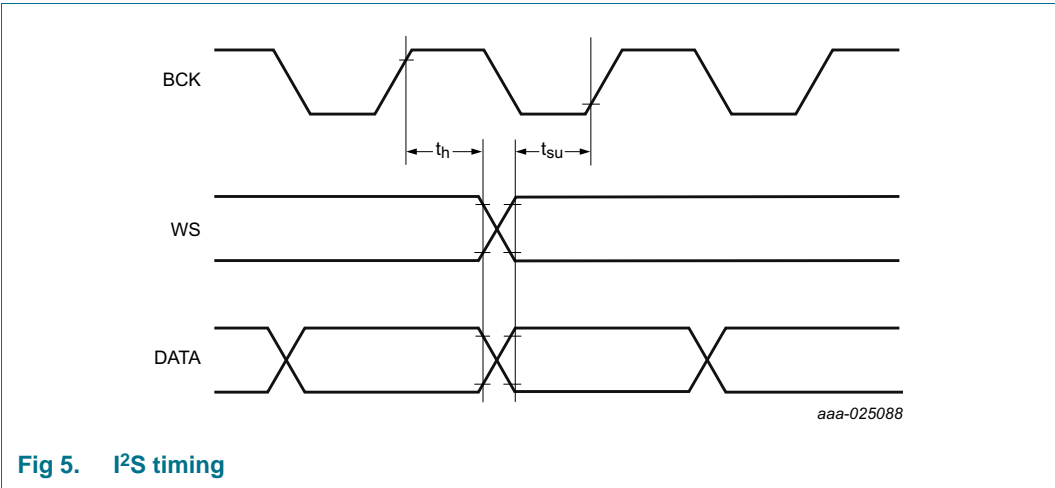 BCK
th
tsu
WS
DATA
aaa-025088
Fig 5. I²S timing